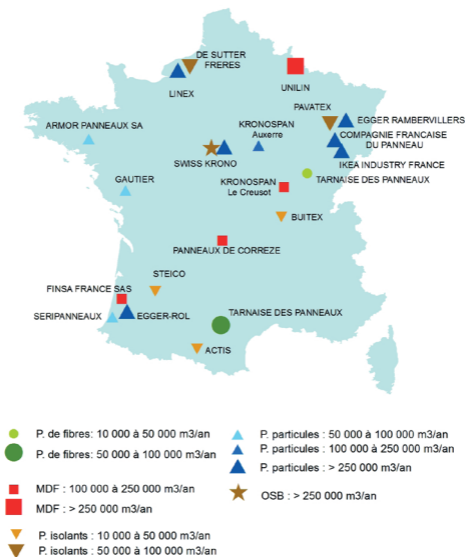 DE SUTTER
FRERES
LINEX
UNILIN
PAVATEX
EGGER RAMBERVILLERS
ARMOR PANNEAUX SA
KRONOSPAN
Auxerre
COMPAGNIE FRANCAISE
DU PANNEAU
SWISS KRONO
IKEA INDUSTRY FRANCE
GAUTIER
KRONOSPAN
Le Creusot
TARNAISE DES PANNEAUX
BUITEX
PANNEAUX DE CORREZE
STEICO
FINSA FRANCE SAS
SERIPANNEAUX
EGGER-ROL
TARNAISE DES PANNEAUX
ACTIS
P. de fibres: 10 000 à 50 000 m3/an
P. de fibres: 50 000 à 100 000 m3/an
MDF : 100 000 à 250 000 m3/an
MDF : > 250 000 m3/an
P. isolants : 10 000 à 50 000 m3/an
P. isolants : 50 000 à 100 000 m3/an
P. particules : 50 000 à 100 000 m3/an
P. particules : 100 000 à 250 000 m3/an
P. particules : > 250 000 m3/an
OSB : > 250 000 m3/an